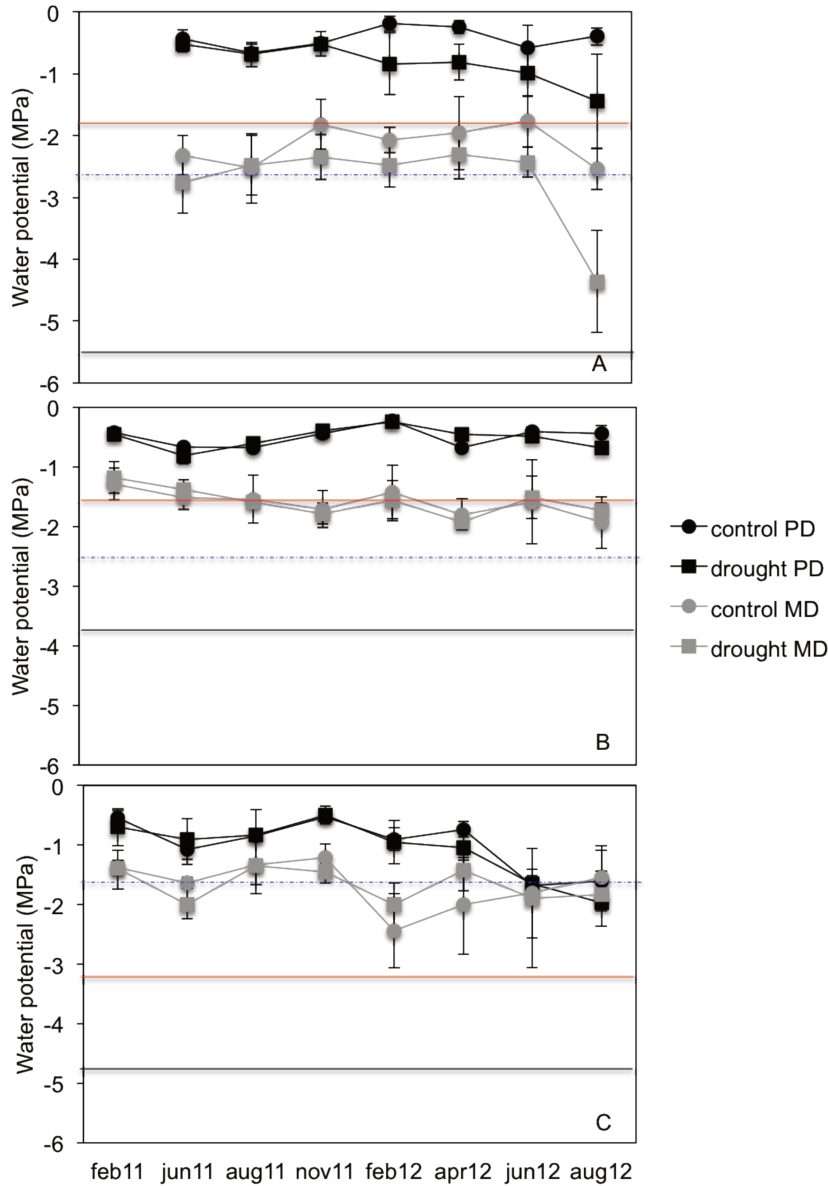 0
-1
-2
-3
-4
-5
-6
Water potential (MPa)
A
0
-1
-2
-3
-4
-5
-6
Water potential (MPa)
B
control PD
drought PD
control MD
drought MD
0
-1
-2
-3
-4
-5
-6
Water potential (MPa)
C
feb11 jun11 aug11 nov11 feb12 apr12 jun12 aug12